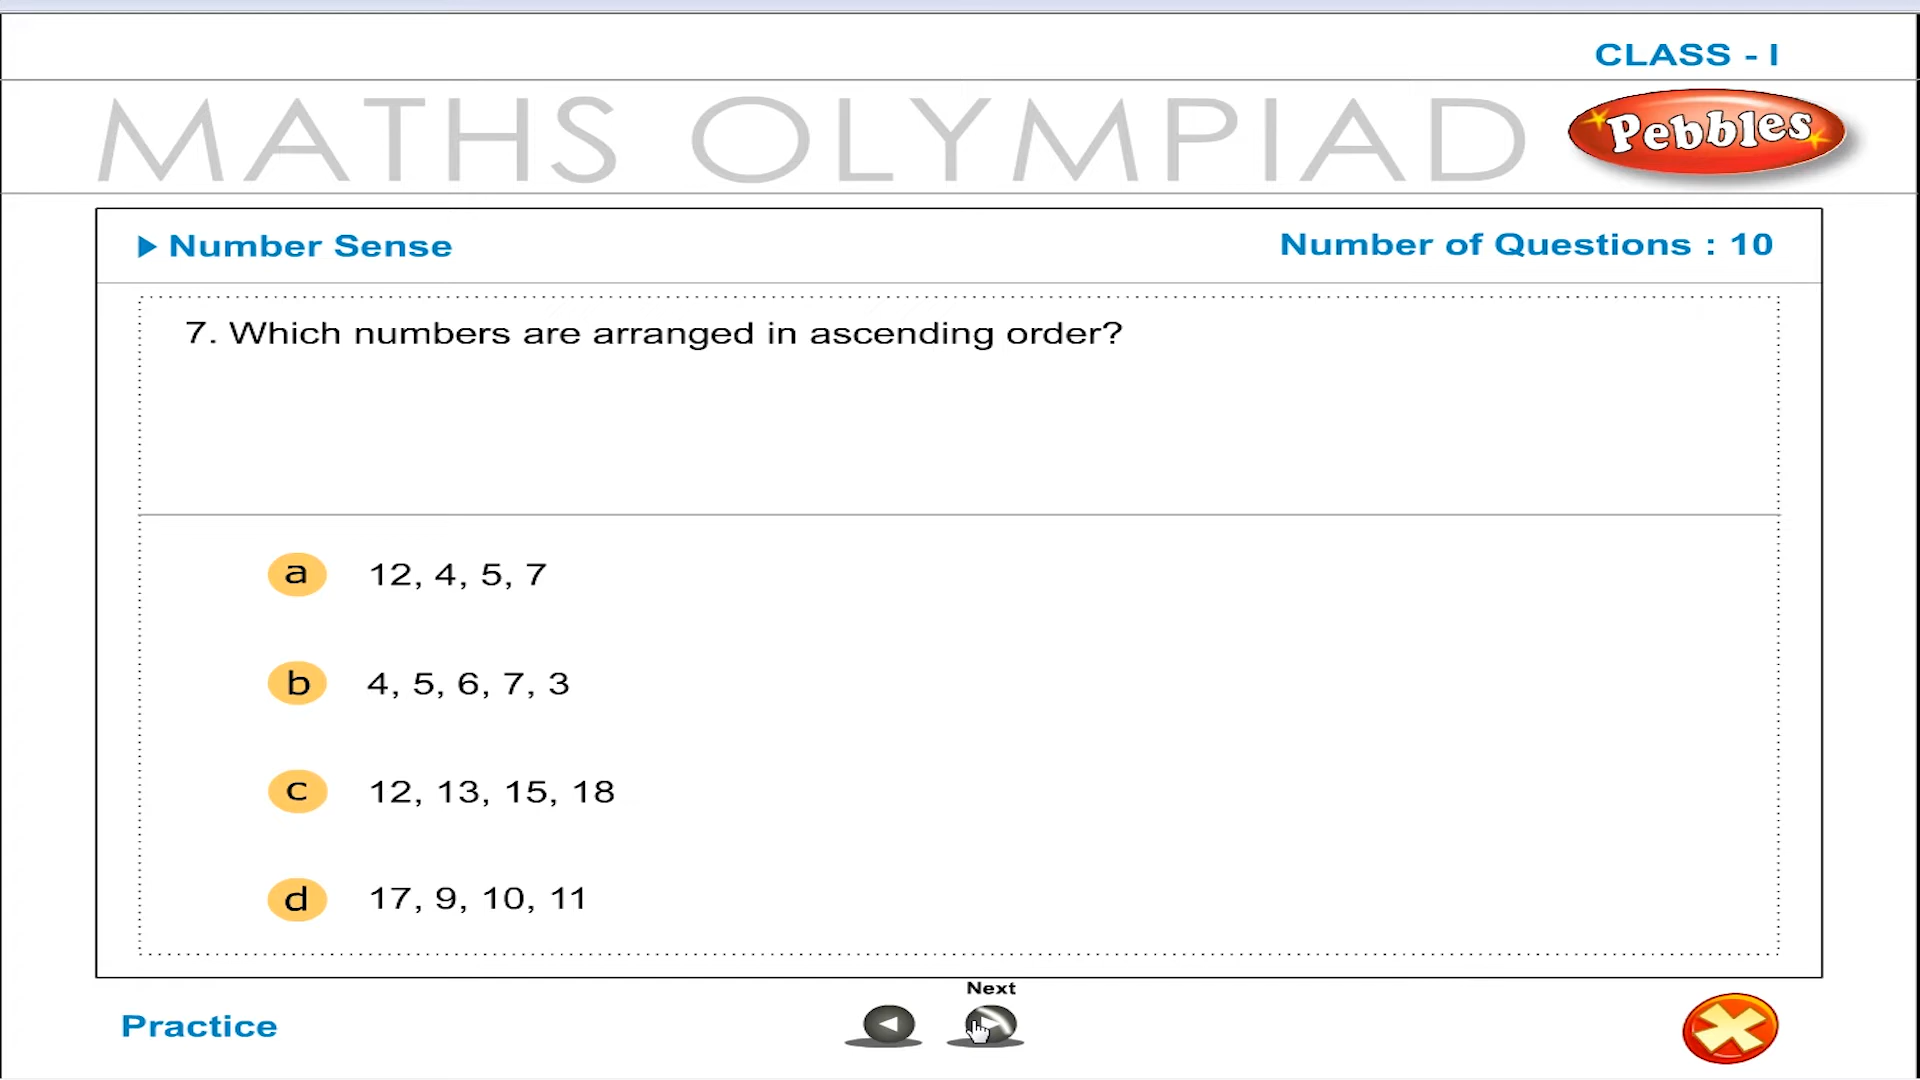 CLASS - I
MATHS OLYMPIAD
Pebbles
Number Sense
Number of Questions : 10
7. Which numbers are arranged in ascending order?
a 12, 4, 5, 7
b 4, 5, 6, 7, 3
c 12, 13, 15, 18
d 17, 9, 10, 11
Next
Practice